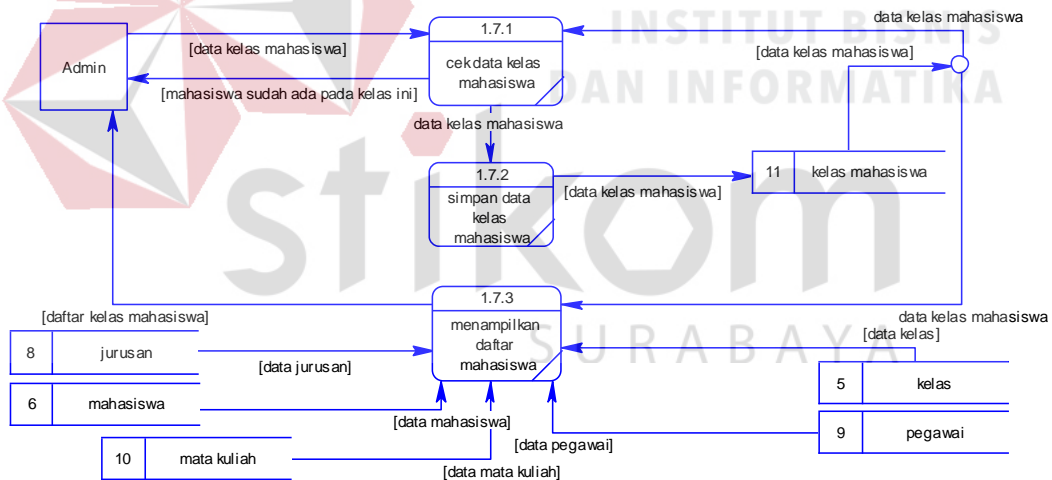 data kelas mahasiswa
INSTITUT BISNIS
DAN INFORMATIKA
Admin
[data kelas mahasiswa]
[mahasiswa sudah ada pada kelas ini]
1.7.1
cek data kelas
mahasiswa
[data kelas mahasiswa]
data kelas mahasiswa
1.7.2
simpan data
kelas
mahasiswa
[data kelas mahasiswa]
11
kelas mahasiswa
stikom
SURABAYA
1.7.3
menampilkan
daftar
mahasiswa
[daftar kelas mahasiswa]
data kelas mahasiswa
[data kelas]
8
jurusan
[data jurusan]
5
kelas
6
mahasiswa
[data mahasiswa]
9
pegawai
[data pegawai]
10
mata kuliah
[data mata kuliah]